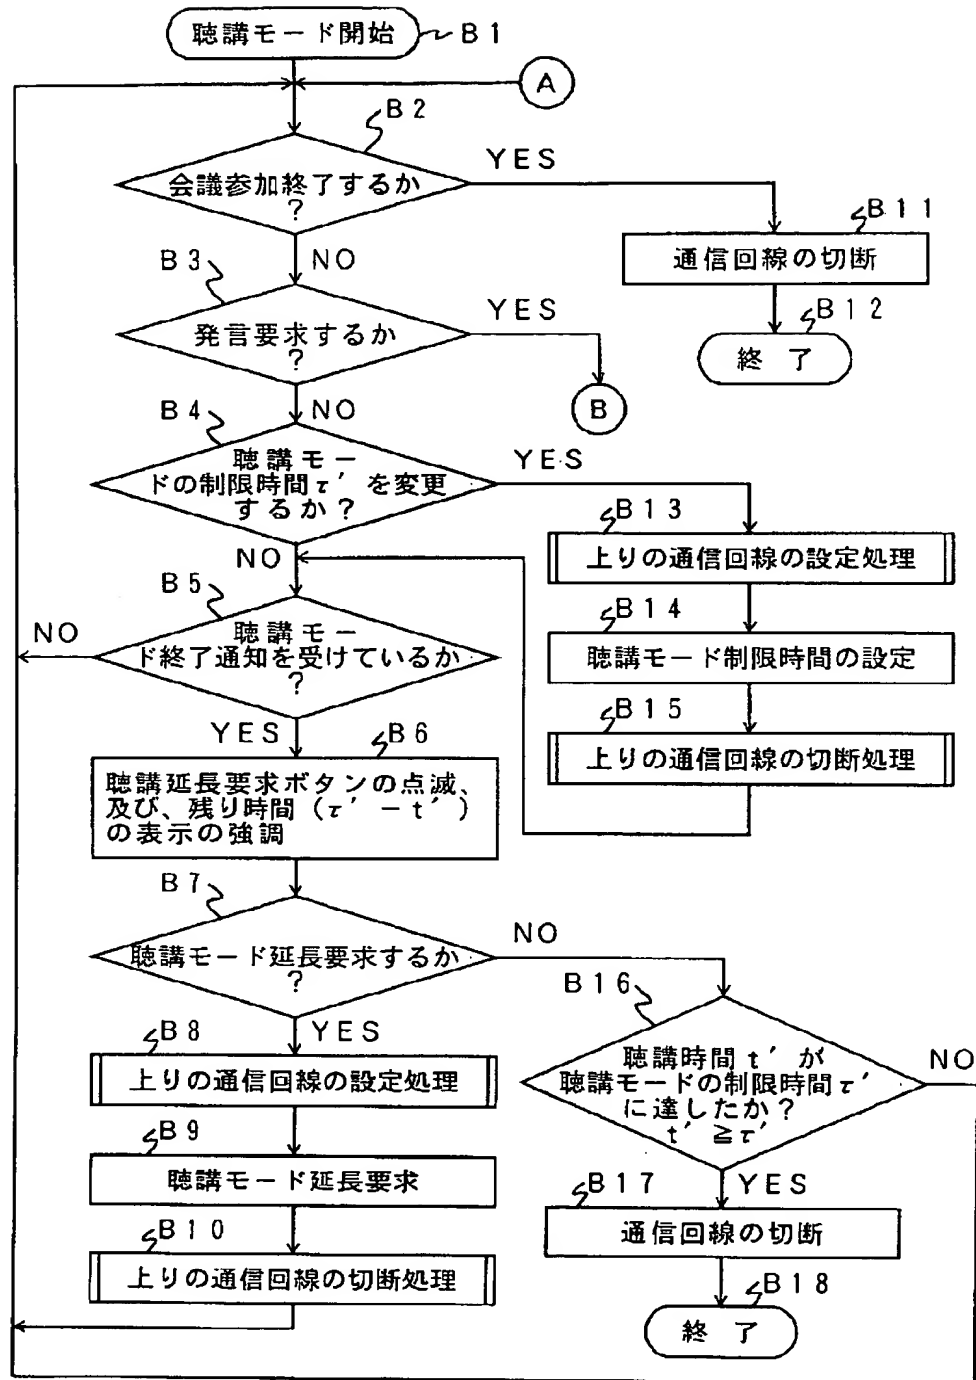 聴講モード開始
B1
A
B2
会議参加終了するか
?
YES
B11
通信回線の切断
NO
B3
B12
終了
発言要求するか
?
YES
B
NO
B4
聴講モー
ドの制限時間τ′を変更
するか?
YES
B13
上りの通信回線の設定処理
NO
B14
聴講モード制限時間の設定
B5
聴講モー
ド終了通知を受けているか
?
NO
B15
上りの通信回線の切断処理
YES
B6
聴講延長要求ボタンの点滅、
及び、残り時間(τ′-t′)
の表示の強調
B7
聴講モード延長要求するか
?
NO
B16
聴講時間t′が
聴講モードの制限時間τ′
に達したか?
t′≧τ′
NO
YES
B8
上りの通信回線の設定処理
B9
聴講モード延長要求
YES
B17
通信回線の切断
B10
上りの通信回線の切断処理
B18
終了